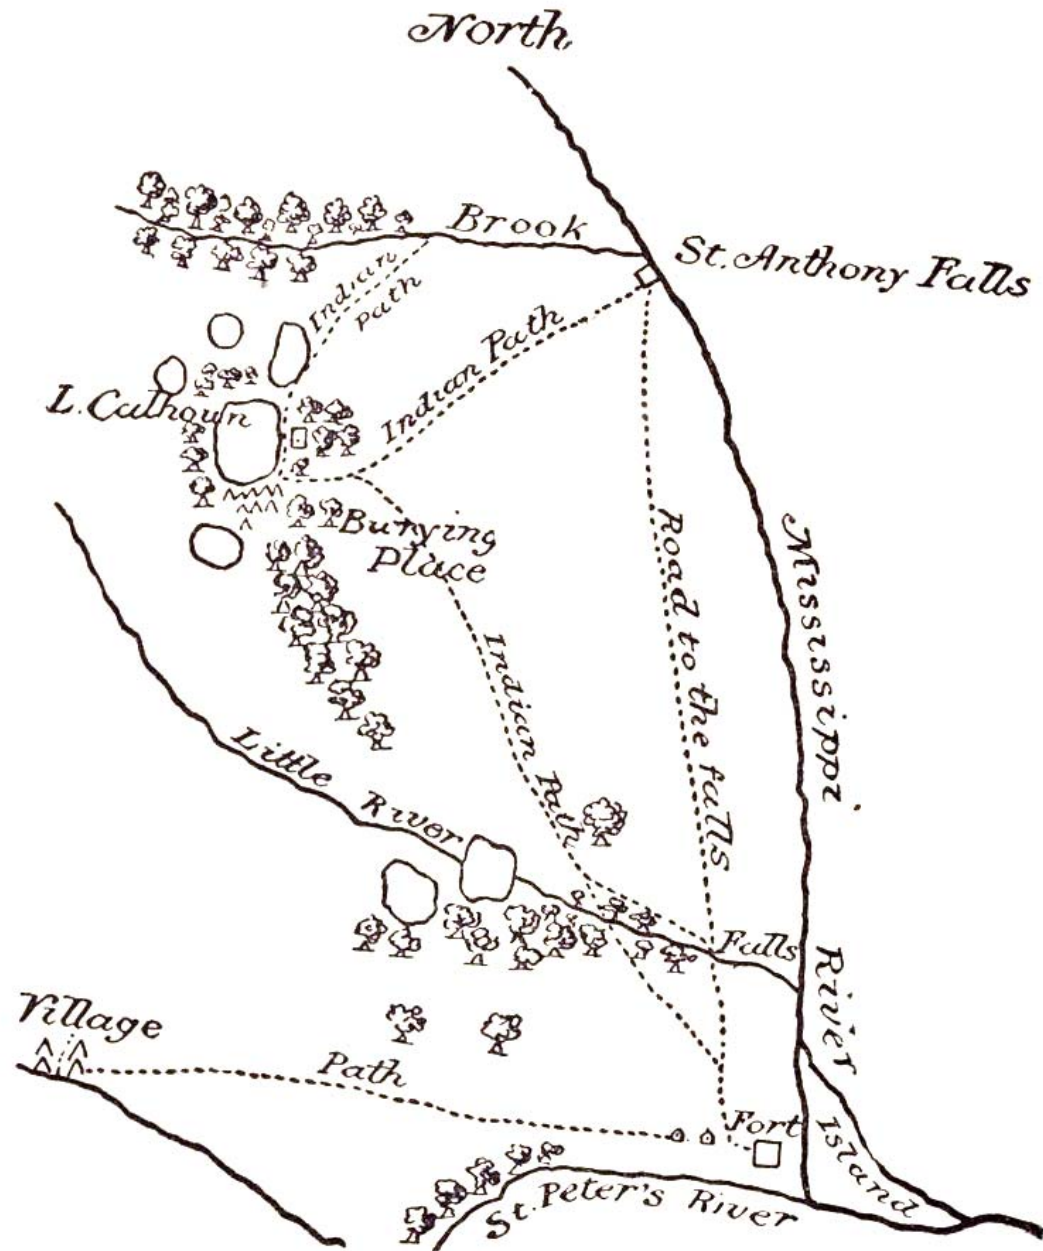 North,
Brook
St. Anthony Falls
Indian
Path
Indian Path
L. Calhoun
Burying
Place
Road to the falls
Mississippi
River
Indian Path
Little River
Falls
Village
Path
Fort
Island
St. Peter's River